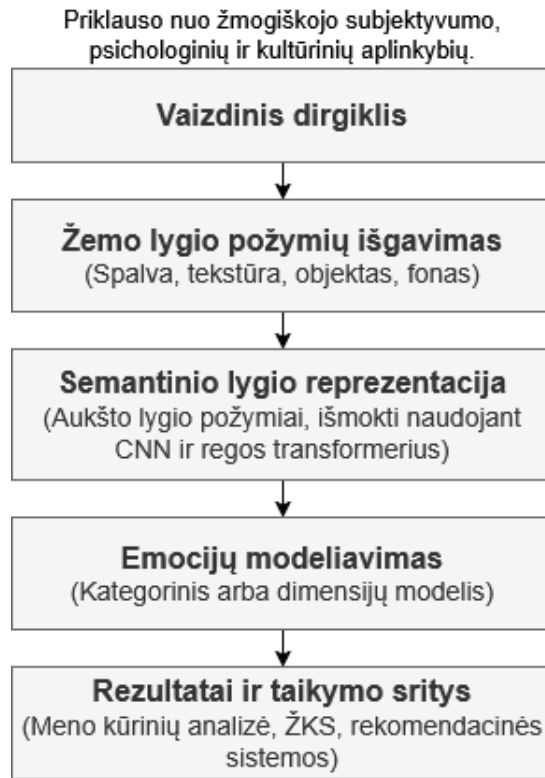 Priklauso nuo žmogiškojo subjektyvumo,
psichologinių ir kultūrinių aplinkybių.
Vaizdinis dirgiklis
Žemo lygio požymių išgavimas
(Spalva, tekstūra, objektas, fonas)
Semantinio lygio reprezentacija
(Aukšto lygio požymiai, išmokti naudojant
CNN ir regos transformerius)
Emocijų modeliavimas
(Kategorinis arba dimensijų modelis)
Rezultatai ir taikymo sritys
(Meno kūrinių analizė, ŽKS, rekomendacinės
sistemos)